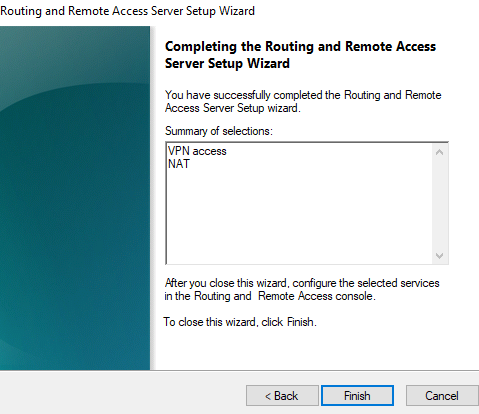 Routing and Remote Access Server Setup Wizard
Completing the Routing and Remote Access
Server Setup Wizard
You have successfully completed the Routing and Remote
Access Server Setup wizard.
Summary of selections:
VPN access
NAT
After you close this wizard, configure the selected services
in the Routing and  Remote Access console.
To close this wizard, click Finish.
< Back
Finish
Cancel